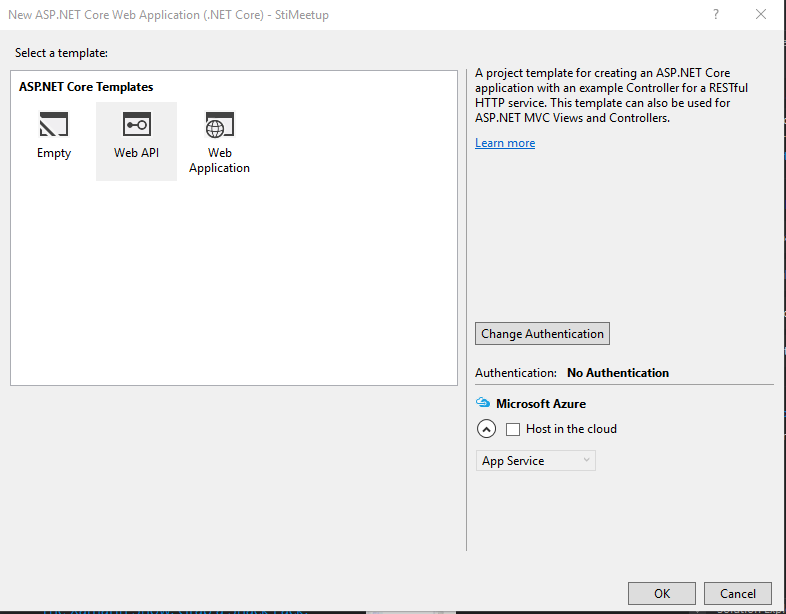 New ASP.NET Core Web Application (.NET Core) - StiMeetup
?
Select a template:
ASP.NET Core Templates
Empty
Web API
Web
Application
A project template for creating an ASP.NET Core
application with an example Controller for a RESTful
HTTP service. This template can also be used for
ASP.NET MVC Views and Controllers.
Learn more
Change Authentication
Authentication: No Authentication
Microsoft Azure
Host in the cloud
App Service
OK
Cancel